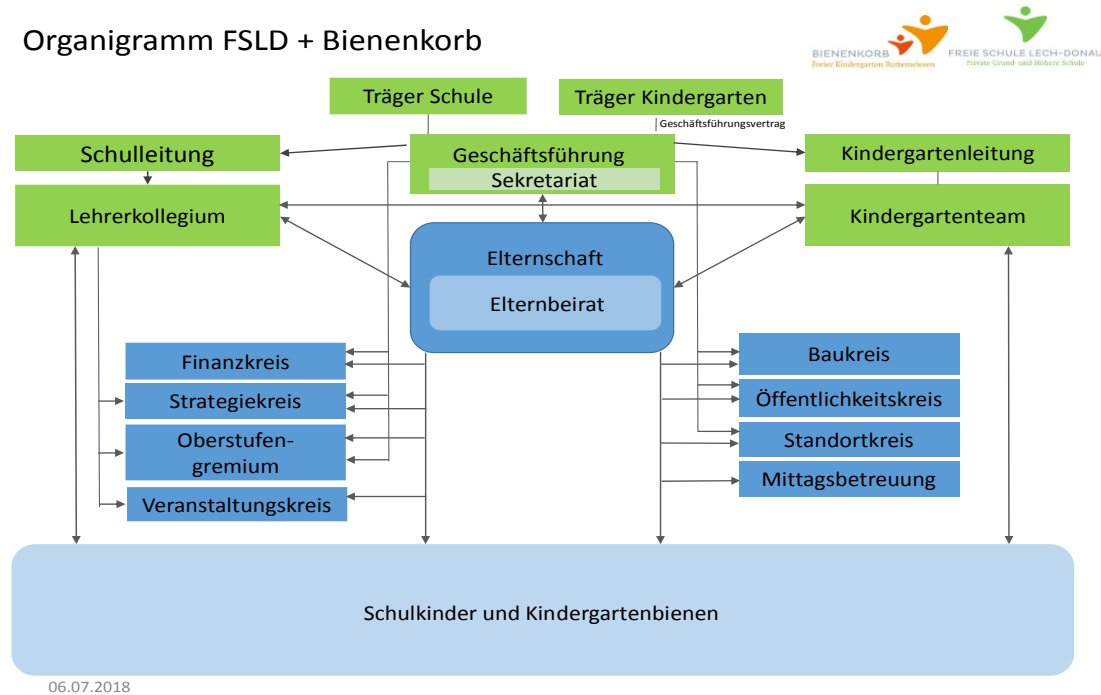 Organigramm FSLD + Bienenkorb
BIENENKORB
Freier Kindergarten Buttenwiesen
FREIE SCHULE LECH-DONAU
Private Grund- und Höhere Schule
Träger Schule
Träger Kindergarten
Geschäftsführungsvertrag
Schulleitung
Geschäftsführung
Sekretariat
Kindergartenleitung
Lehrerkollegium
Kindergartenteam
Elternschaft
Elternbeirat
Finanzkreis
Strategiekreis
Oberstufen-
gremium
Veranstaltungskreis
Baukreis
Öffentlichkeitskreis
Standortkreis
Mittagsbetreuung
Schulkinder und Kindergartenbienen
06.07.2018